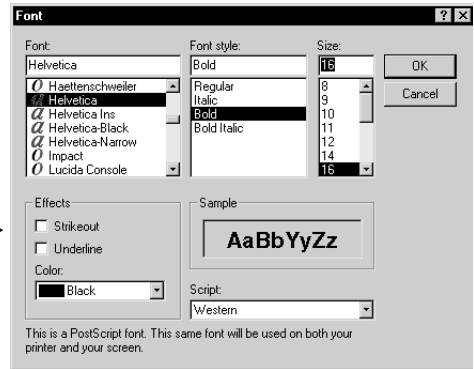 Font
Font:
Helvetica
Haettenschweiler
Helvetica
Helvetica Ins
Helvetica-Black
Helvetica-Narrow
Impact
Lucida Console
Font style:
Bold
Regular
Italic
Bold
Bold Italic
Size:
16
8
9
10
11
12
14
16
OK
Cancel
Effects
Strikeout
Underline
Color:
Black
Sample
AaBbYyZz
Script:
Western
This is a PostScript font. This same font will be used on both your
printer and your screen.